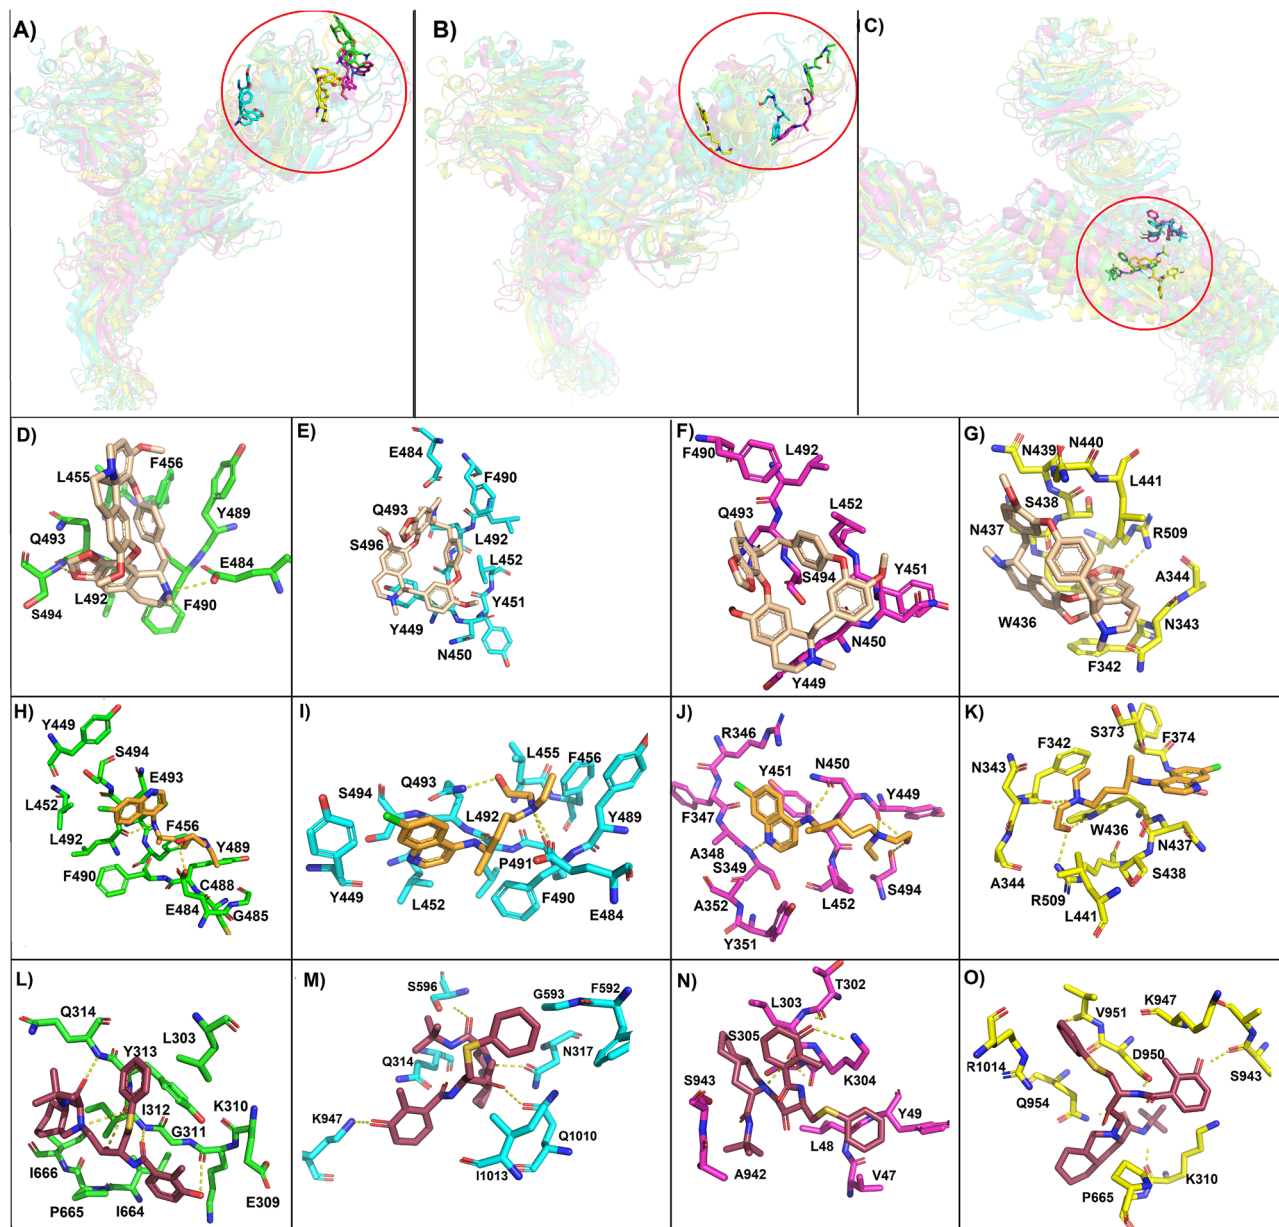 A)
B)
C)
D)
F456
L455
Y489
Q493
E484
L492
F490
S494
E)
E484
F490
Q493
S496
L492
L452
Y451
Y449
N450
F)
F490
L492
Q493
L452
S494
Y451
N450
Y449
G)
N439
N440
L441
S438
N437
R509
A344
W436
N343
F342
H)
Y449
S494
E493
L452
F456
L492
Y489
F490
C488
E484
G485
I)
L455
F456
Q493
S494
L492
Y489
P491
Y449
L452
F490
E484
J)
R346
N450
Y451
Y449
F347
A348
S349
A352
S494
L452
Y351
K)
S373
F374
F342
N343
W436
N437
S438
A344
R509
L441
L)
Q314
L303
Y313
I312
K310
G311
I666
P665
I664
E309
M)
S596
G593
F592
Q314
N317
K947
Q1010
I1013
N)
T302
L303
S305
S943
K304
Y49
L48
A942
V47
O)
K947
V951
D950
R1014
S943
Q954
K310
P665